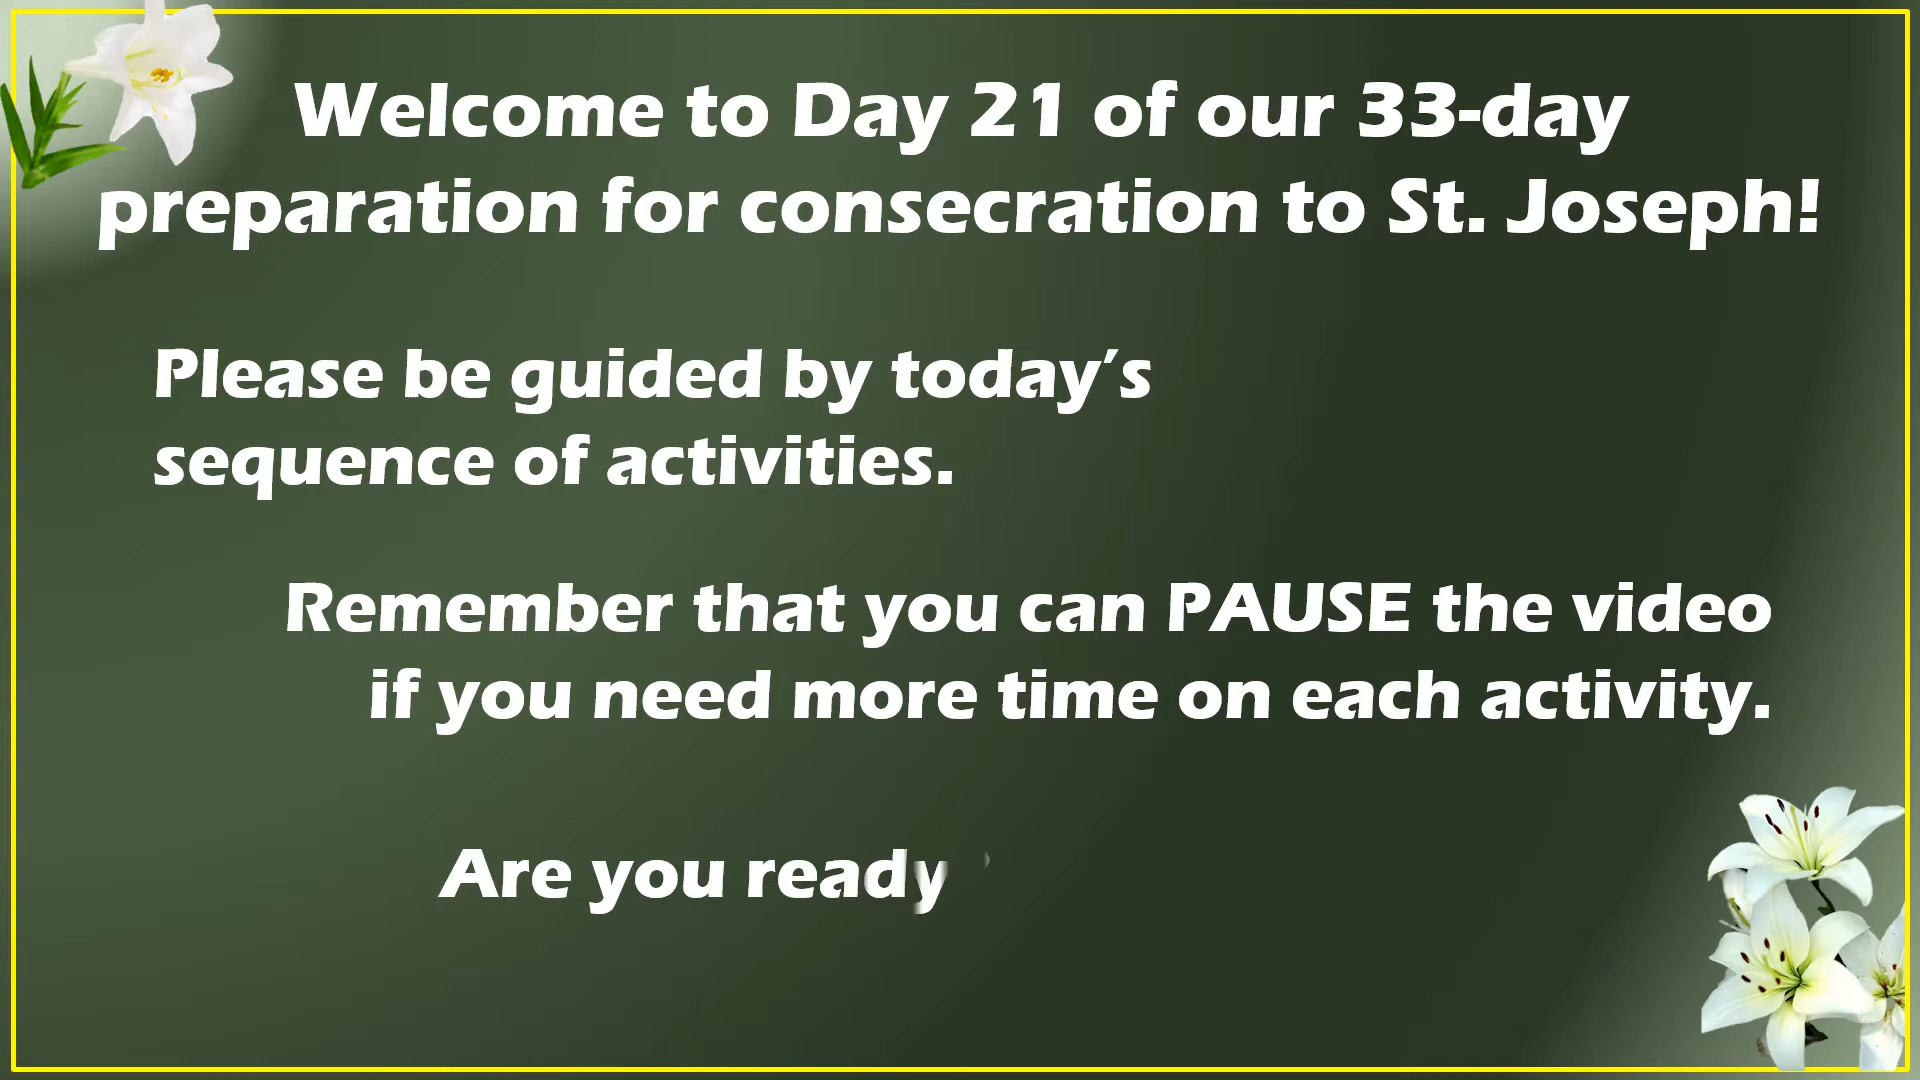 Welcome to Day 21 of our 33-day
preparation for consecration to St. Joseph!
Please be guided by today’s
sequence of activities.
Remember that you can PAUSE the video
if you need more time on each activity.
Are you ready